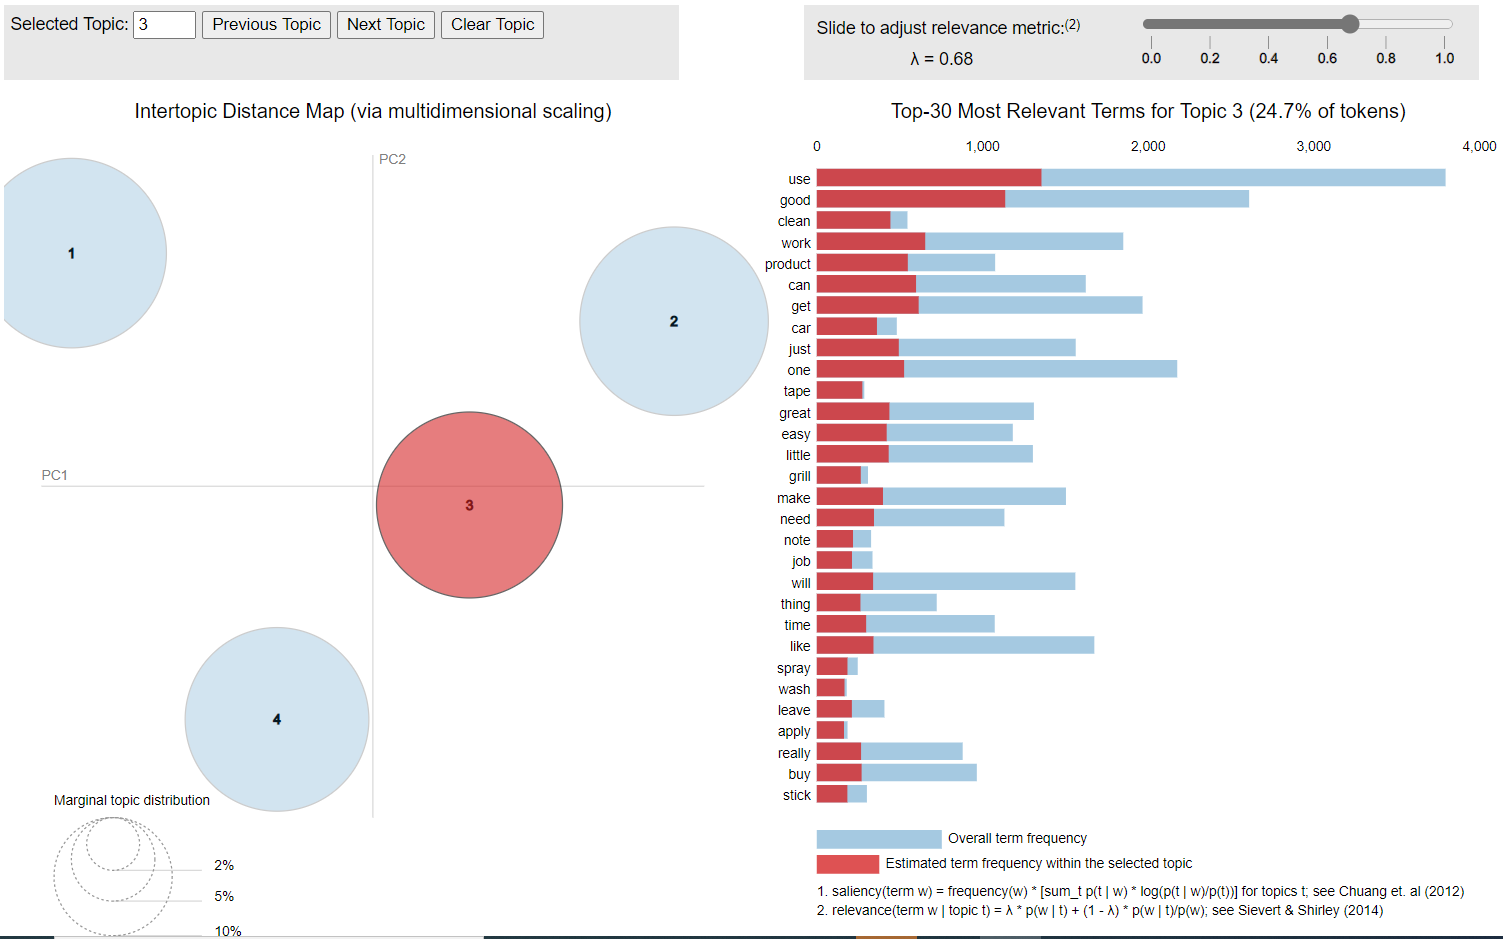 Selected Topic: 3 Previous Topic Next Topic Clear Topic
Slide to adjust relevance metric:(2)
λ = 0.68
0.0 0.2 0.4 0.6 0.8 1.0
Intertopic Distance Map (via multidimensional scaling)
PC2
1
2
PC1
3
4
Marginal topic distribution
2%
5%
10%
Top-30 Most Relevant Terms for Topic 3 (24.7% of tokens)
0 1,000 2,000 3,000 4,000
use
good
clean
work
product
can
get
car
just
one
tape
great
easy
little
grill
make
need
note
job
will
thing
time
like
spray
wash
leave
apply
really
buy
stick
Overall term frequency
Estimated term frequency within the selected topic
1. saliency(term w) = frequency(w) * [sum_t p(t | w) * log(p(t | w)/p(t))] for topics t; see Chuang et. al (2012)
2. relevance(term w | topic t) = λ * p(w | t) + (1 - λ) * p(w | t)/p(w); see Sievert & Shirley (2014)